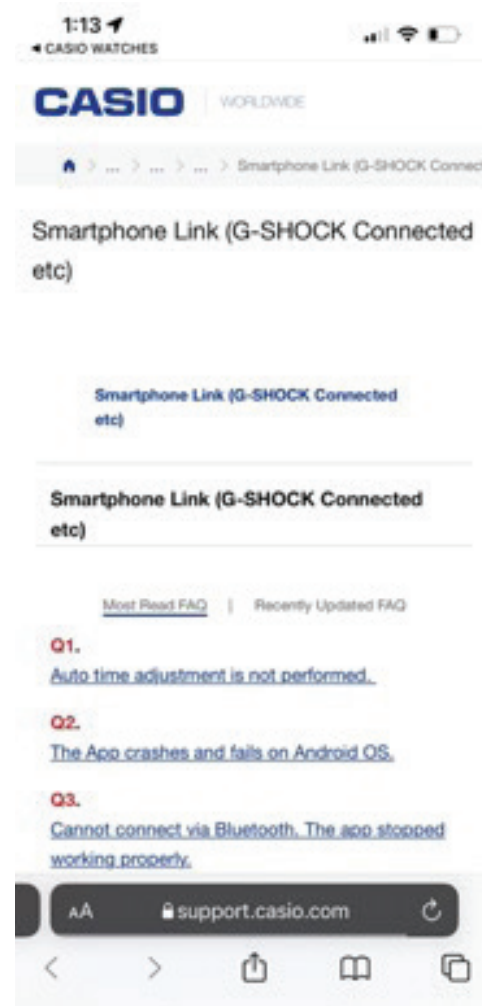 1:13
CASIO WATCHES
CASIO WORLDWIDE
... > ... > ... > Smartphone Link (G-SHOCK Connect
Smartphone Link (G-SHOCK Connected
etc)
Smartphone Link (G-SHOCK Connected
etc)
Smartphone Link (G-SHOCK Connected
etc)
Most Read FAQ | Recently Updated FAQ
Q1.
Auto time adjustment is not performed.
Q2.
The App crashes and fails on Android OS.
Q3.
Cannot connect via Bluetooth. The app stopped
working properly.
AA support.casio.com